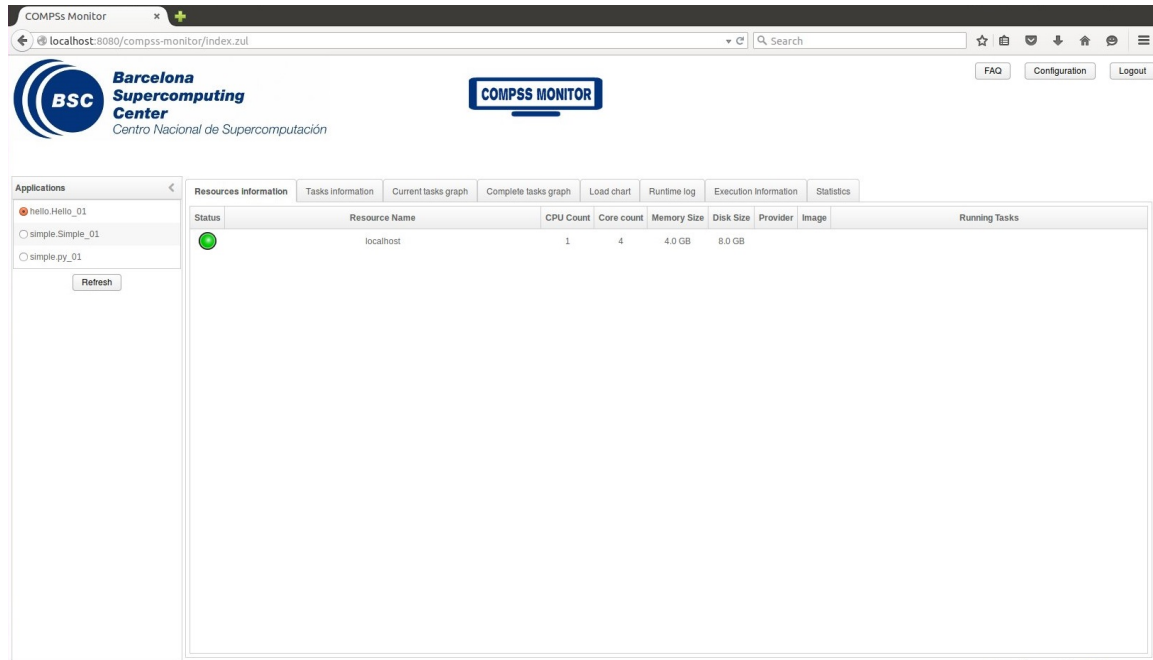 COMPSs Monitor
localhost:8080/compss-monitor/index.zul
Search
BSC
Barcelona
Supercomputing
Center
Centro Nacional de Supercomputación
COMPSS MONITOR
FAQ Configuration Logout
Applications
hello.Hello_01
simple.Simple_01
simple.py_01
Refresh
Resources information Tasks information Current tasks graph Complete tasks graph Load chart Runtime log Execution Information Statistics
Status Resource Name CPU Count Core count Memory Size Disk Size Provider Image Running Tasks
localhost 1 4 4.0 GB 8.0 GB